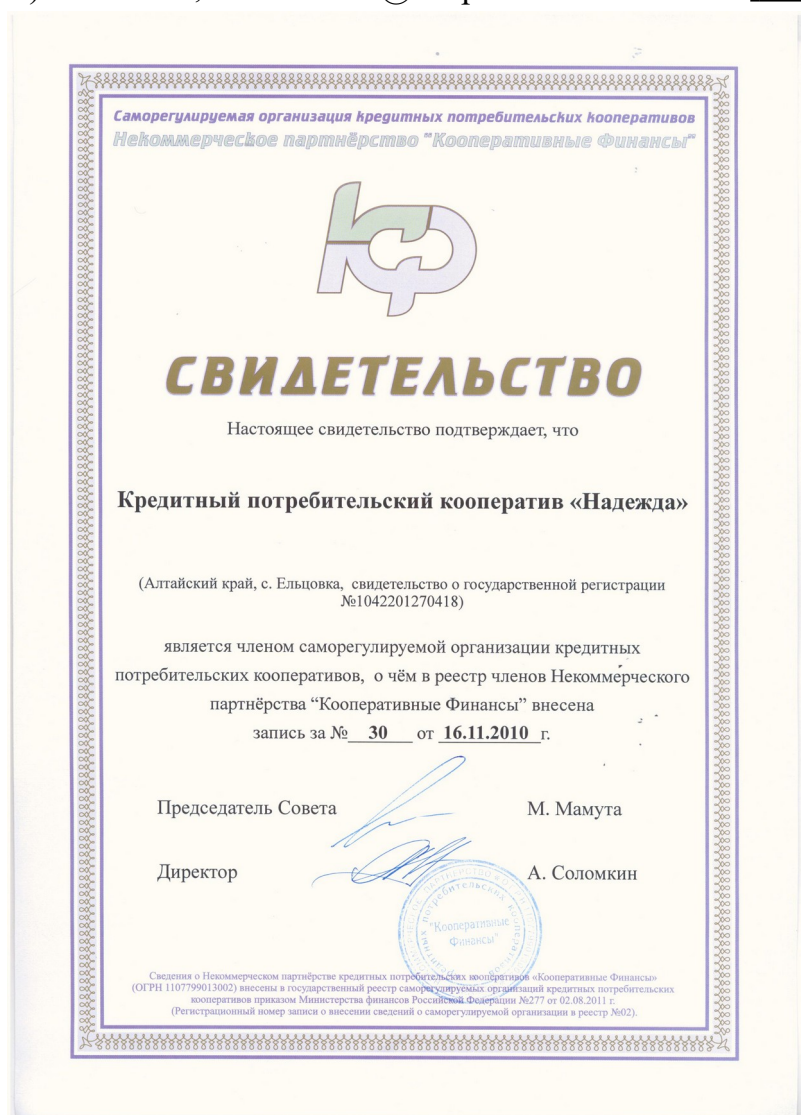 Саморегулируемая организация кредитных потребительских кооперативов
Некоммерческое партнёрство "Кооперативные Финансы"
СВИДЕТЕЛЬСТВО
Настоящее свидетельство подтверждает, что
Кредитный потребительский кооператив «Надежда»
(Алтайский край, с. Ельцовка, свидетельство о государственной регистрации
№1042201270418)
является членом саморегулируемой организации кредитных
потребительских кооперативов, о чём в реестр членов Некоммерческого
партнёрства “Кооперативные Финансы” внесена
запись за № 30 от 16.11.2010 г.
Председатель Совета М. Мамута
Директор А. Соломкин
"Кооперативные
Финансы"
Сведения о Некоммерческом партнёрстве кредитных потребительских кооперативов «Кооперативные Финансы»
(ОГРН 1107799013002) внесены в государственный реестр саморегулируемых организаций кредитных потребительских
кооперативов приказом Министерства финансов Российской Федерации №277 от 02.08.2011 г.
(Регистрационный номер записи о внесении сведений о саморегулируемой организации в реестр №02).